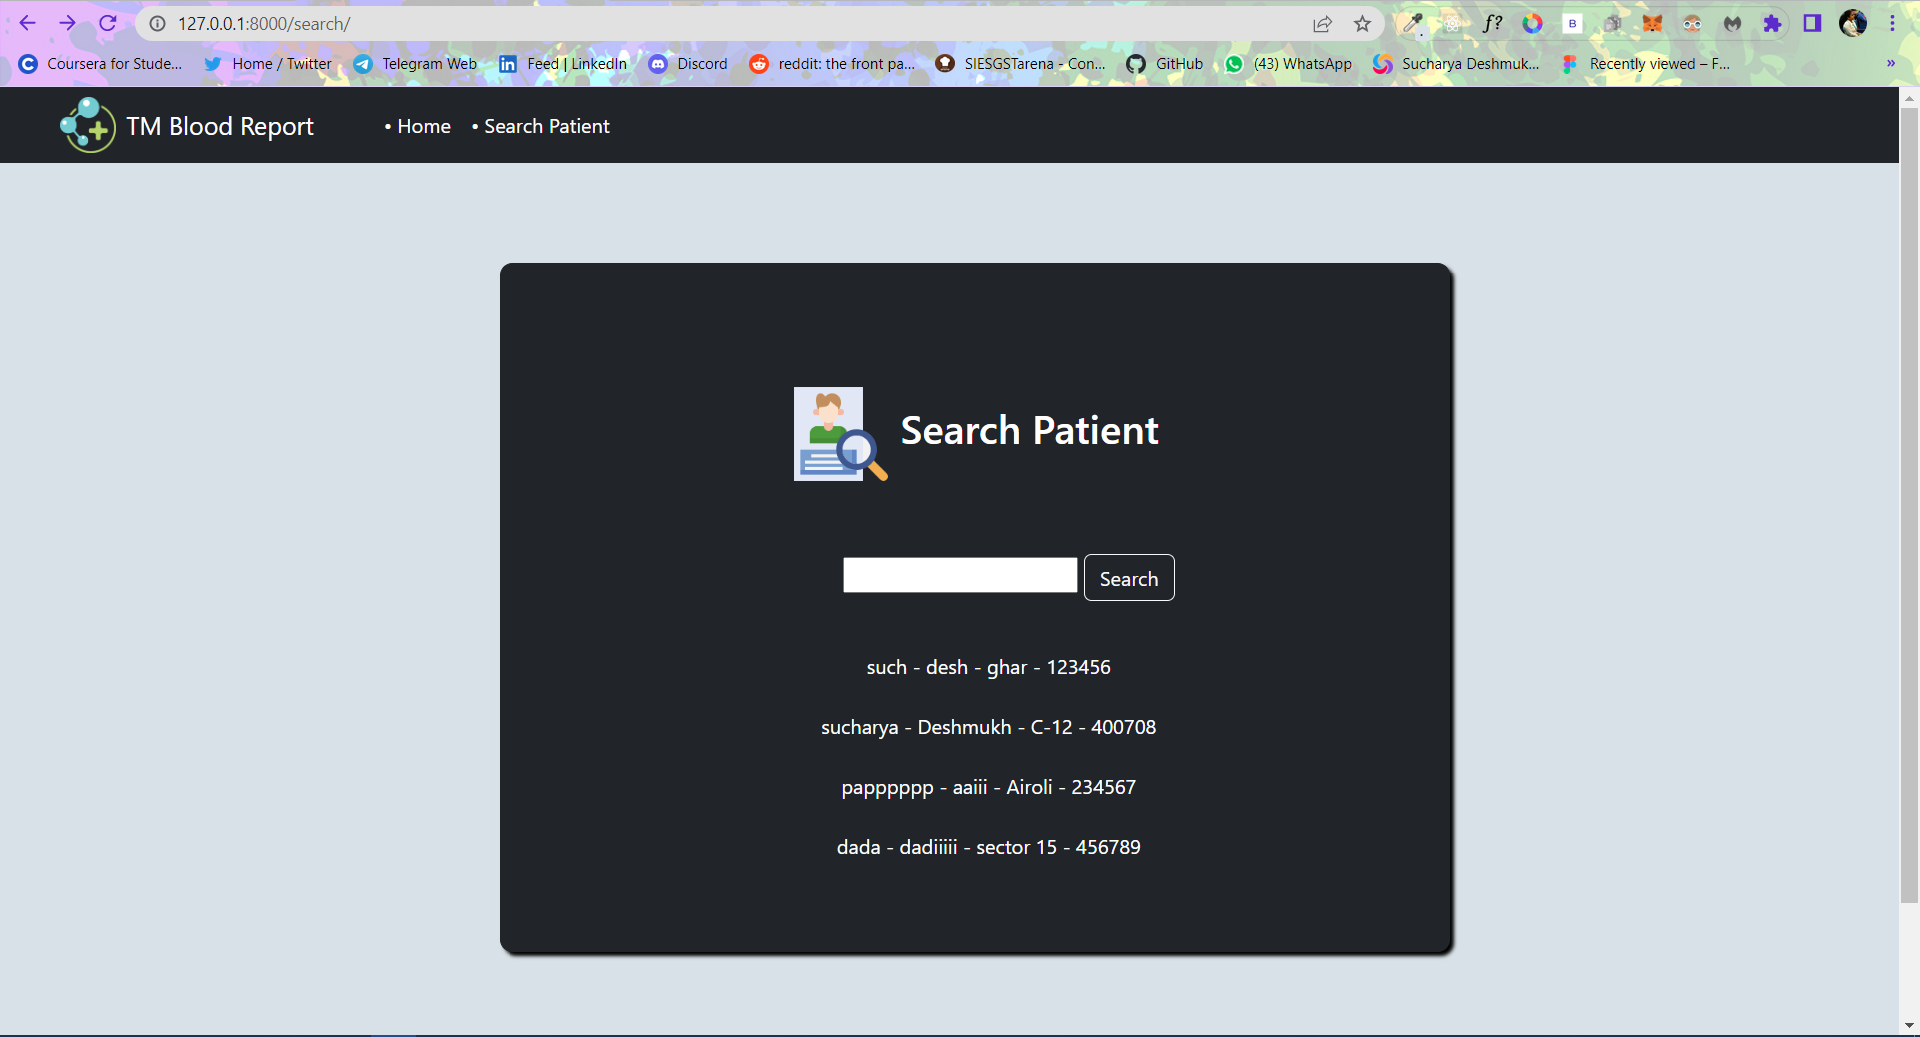 127.0.0.1:8000/search/
f?
B
Coursera for Stude... Home / Twitter Telegram Web Feed | LinkedIn Discord reddit: the front pa... SIESGSTarena - Con... GitHub (43) WhatsApp Sucharya Deshmuk... Recently viewed – F... »
TM Blood Report • Home • Search Patient
Search Patient
Search
such - desh - ghar - 123456
sucharya - Deshmukh - C-12 - 400708
papppppp - aaiii - Airoli - 234567
dada - dadiiiii - sector 15 - 456789